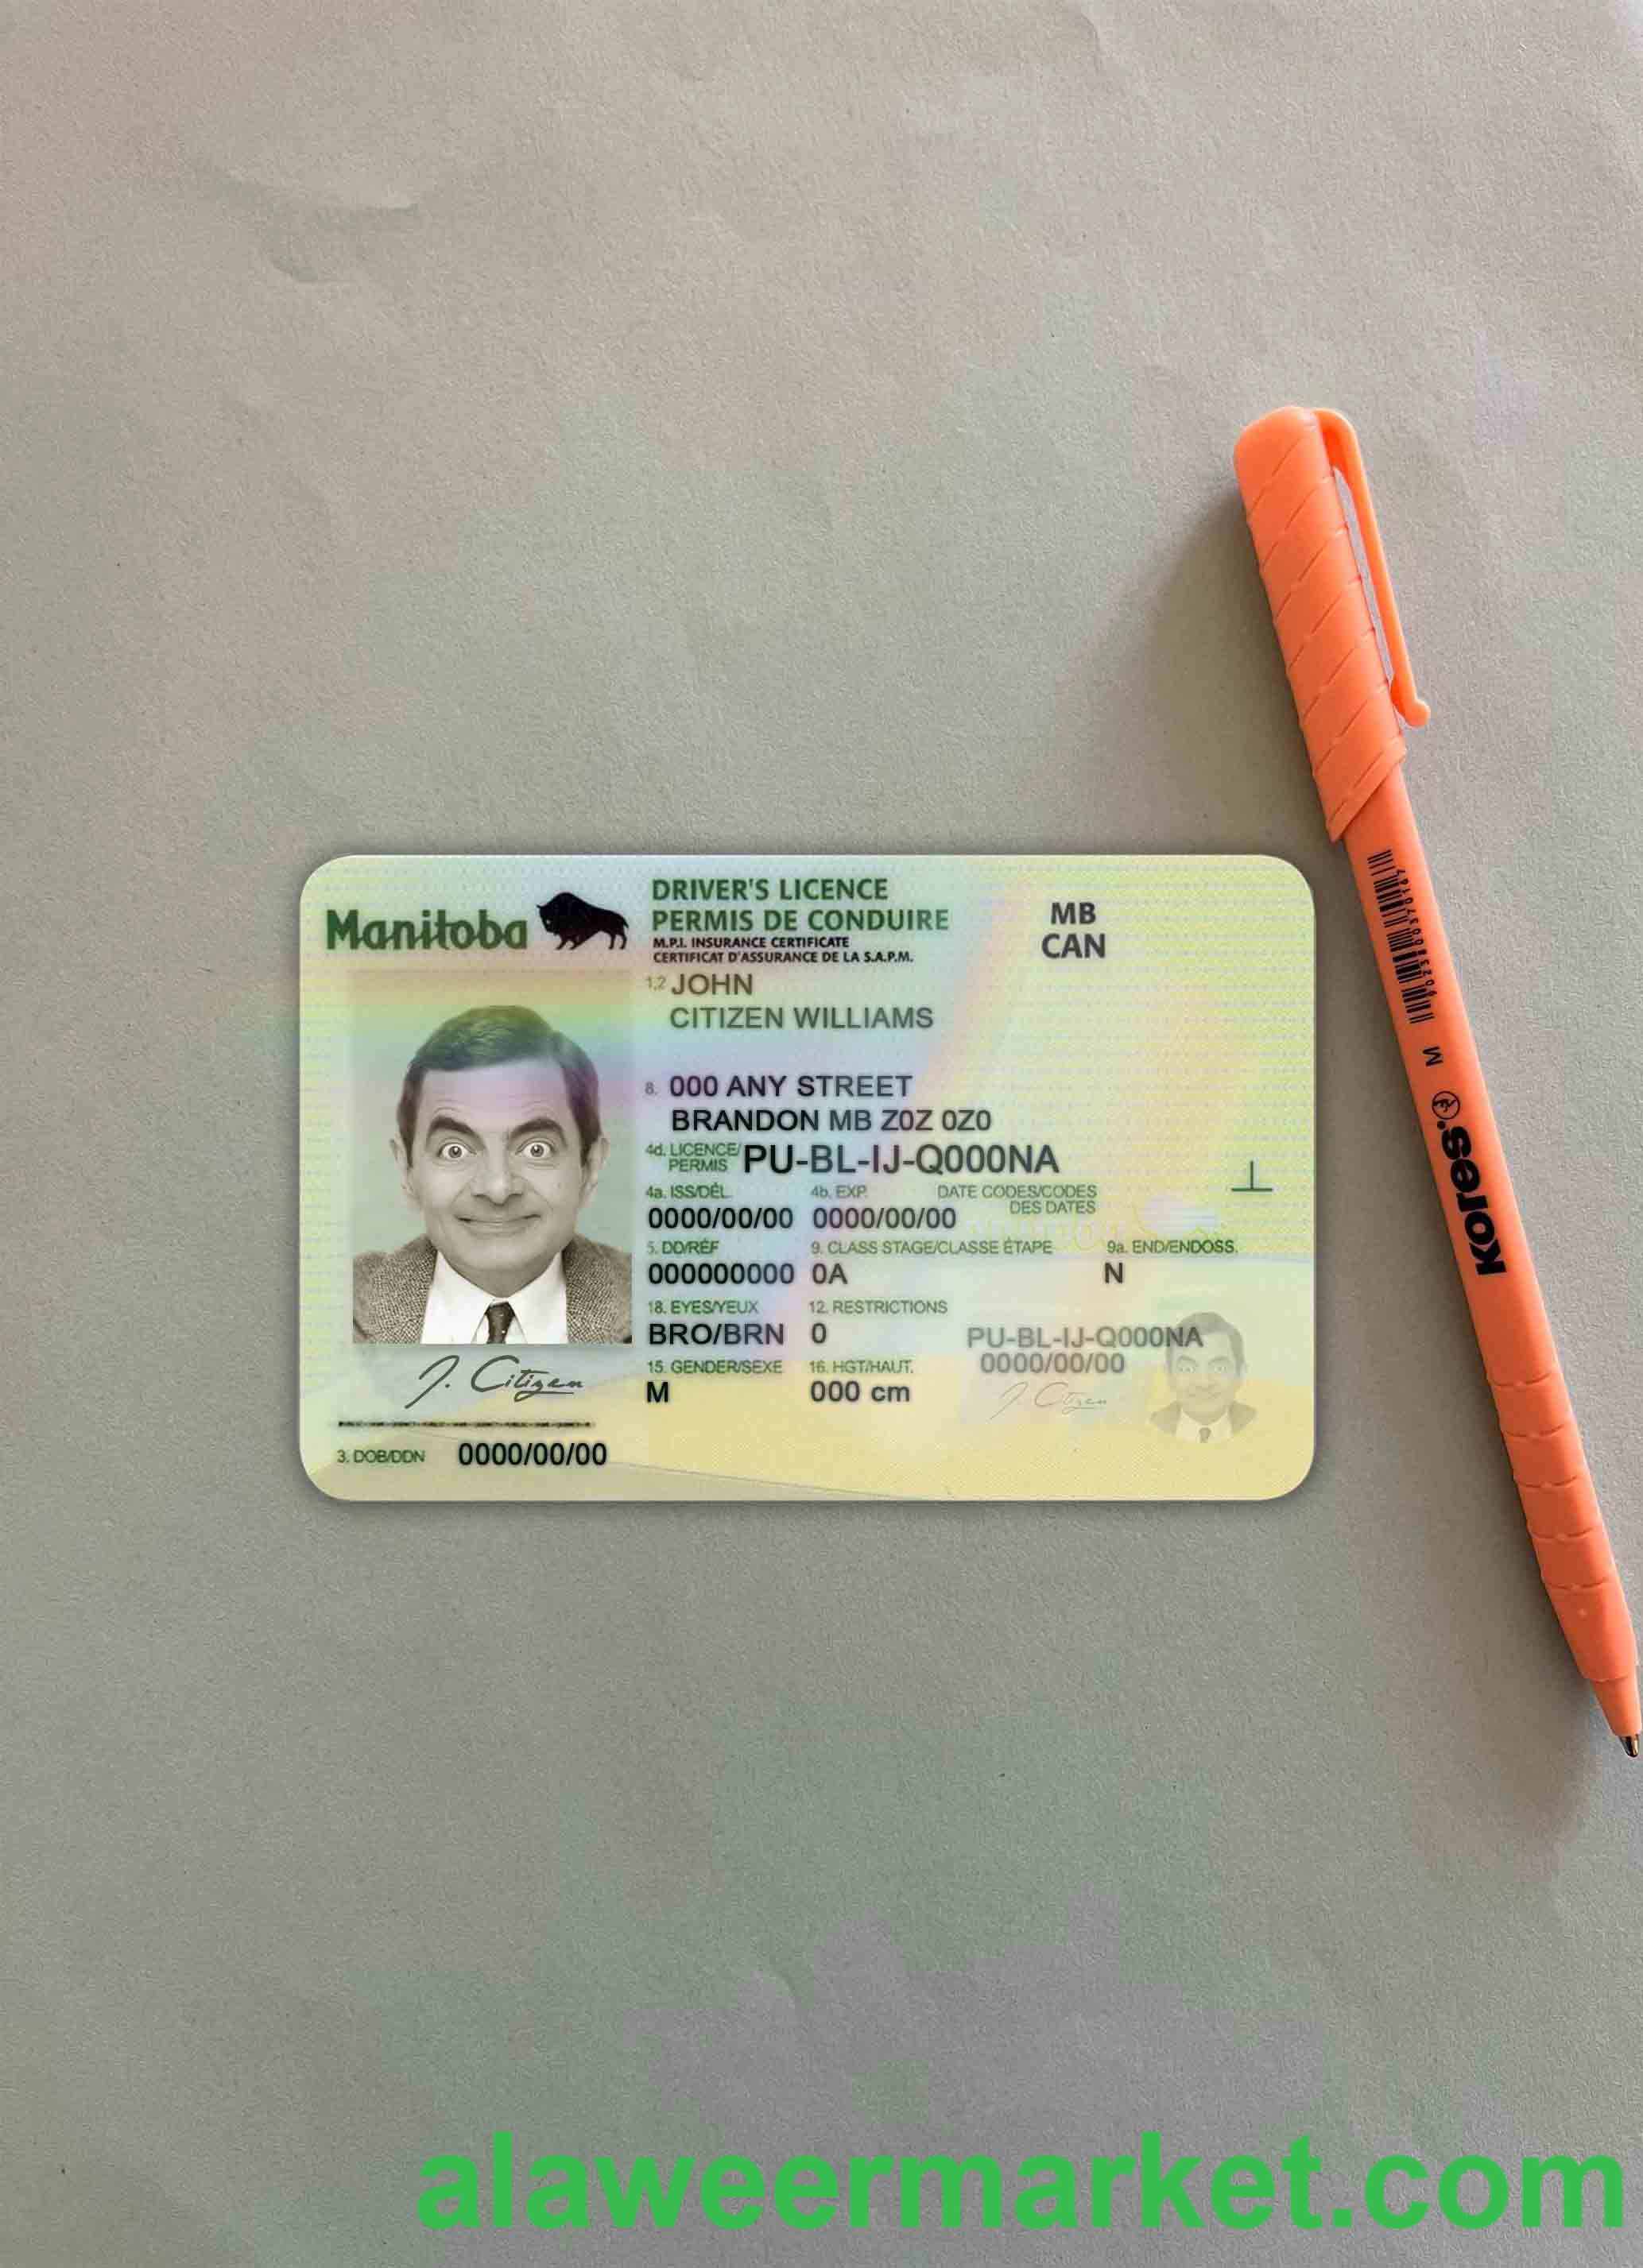 Manitoba
DRIVER'S LICENCE
PERMIS DE CONDUIRE
M.P.I. INSURANCE CERTIFICATE
CERTIFICAT D'ASSURANCE DE LA S.A.P.M.
MB
CAN
1,2 JOHN
CITIZEN WILLIAMS
8. 000 ANY STREET
BRANDON MB Z0Z 0Z0
4d. LICENCE/
PERMIS PU-BL-IJ-Q000NA
4a. ISS/DÉL. 4b. EXP. DATE CODES/CODES
DES DATES
0000/00/00 0000/00/00
5. DD/RÉF 9. CLASS STAGE/CLASSE ÉTAPE 9a. END/ENDOSS.
000000000 0A N
18. EYES/YEUX 12. RESTRICTIONS
BRO/BRN 0
15. GENDER/SEXE 16. HGT/HAUT.
M 000 cm
PU-BL-IJ-Q000NA
0000/00/00
J. Citizen
J. Citizen
3. DOB/DDN 0000/00/00
M
Kores
alaweermarket.com